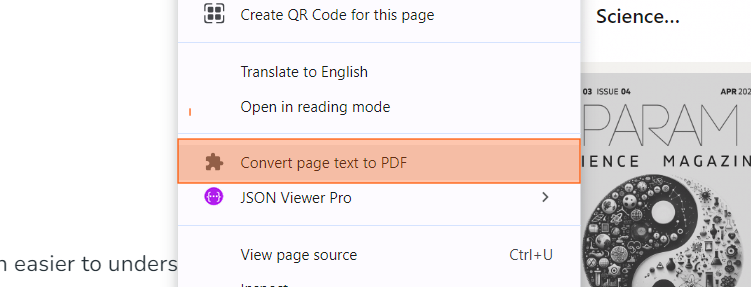 Create QR Code for this page
Science...
Translate to English
Open in reading mode
03 ISSUE 04 APR 202
PARAM
IENCE MAGAZIN
Convert page text to PDF
JSON Viewer Pro
View page source Ctrl+U
n easier to unders
Inspect